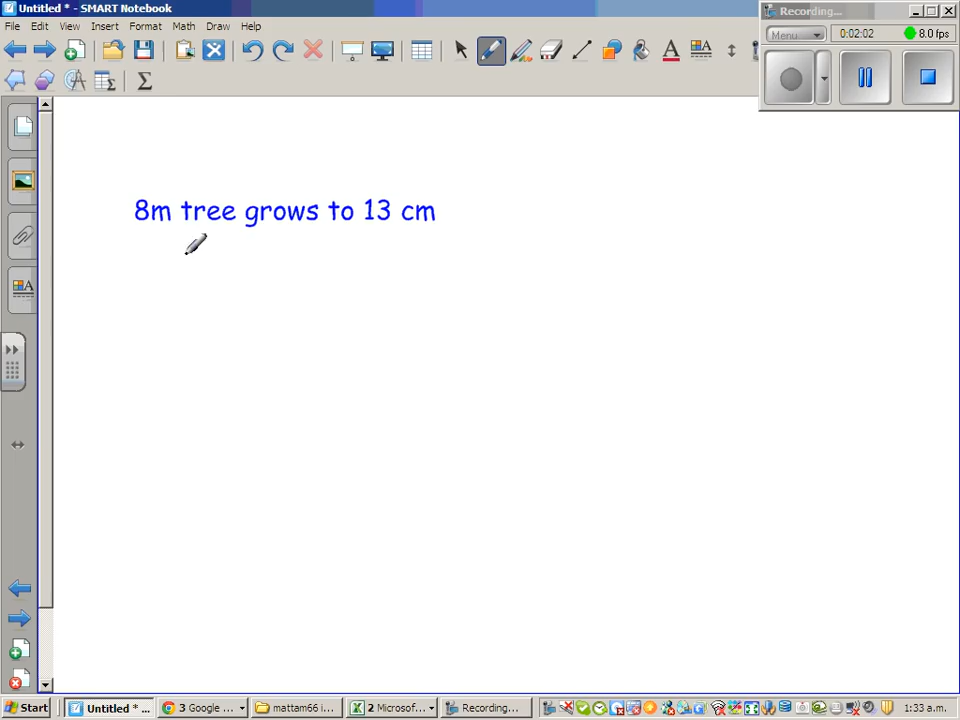 Untitled * - SMART Notebook
File Edit View Insert Format Math Draw Help
Recording...
Menu 0:02:02 8.0 fps
8m tree grows to 13 cm
Start Untitled * ... 3 Google ... mattam66 i... 2 Microsof... Recording... 1:33 a.m.